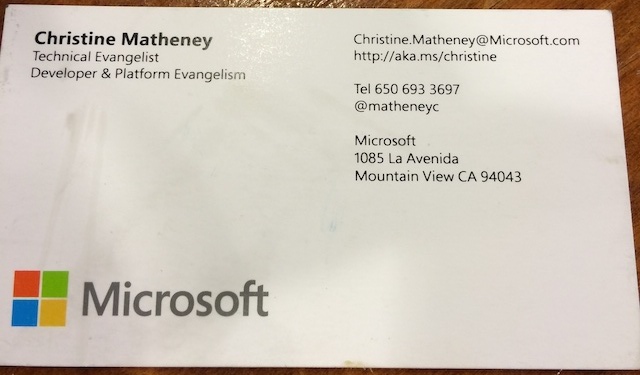 Christine Matheney
Technical Evangelist
Developer & Platform Evangelism
Christine.Matheney@Microsoft.com
http://aka.ms/christine
Tel 650 693 3697
@matheneyc
Microsoft
1085 La Avenida
Mountain View CA 94043
Microsoft